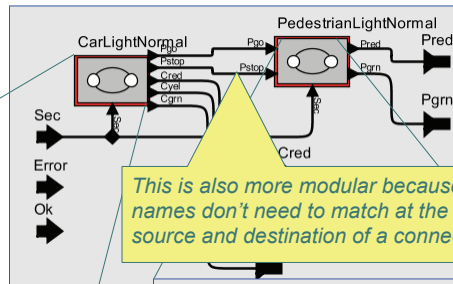 PedestrianLightNormal
CarLightNormal
Pgo
Pstop
Cred
Cyel
Cgrn
Sec
Pgo
Pstop
Sec
Pred
Pgrn
Pred
Pgrn
Sec
Error
Ok
Cred
This is also more modular because
names don't need to match at the
source and destination of a conne